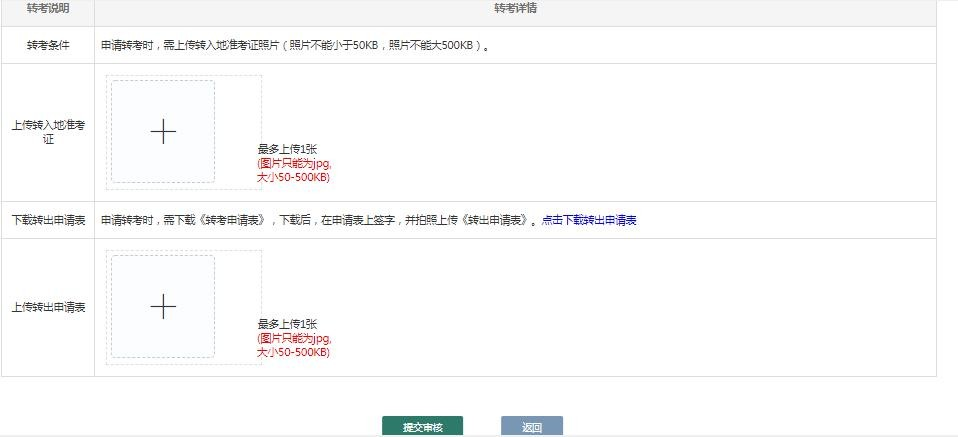 转考说明 转考详情
转考条件 申请转考时，需上传转入地准考证照片（照片不能小于50KB，照片不能大500KB）。
上传转入地准考
证
最多上传1张
(图片只能为jpg,
大小50-500KB)
下载转出申请表 申请转考时，需下载《转考申请表》，下载后，在申请表上签字，并拍照上传《转出申请表》。点击下载转出申请表
上传转出申请表
最多上传1张
(图片只能为jpg,
大小50-500KB)
提交审核 返回